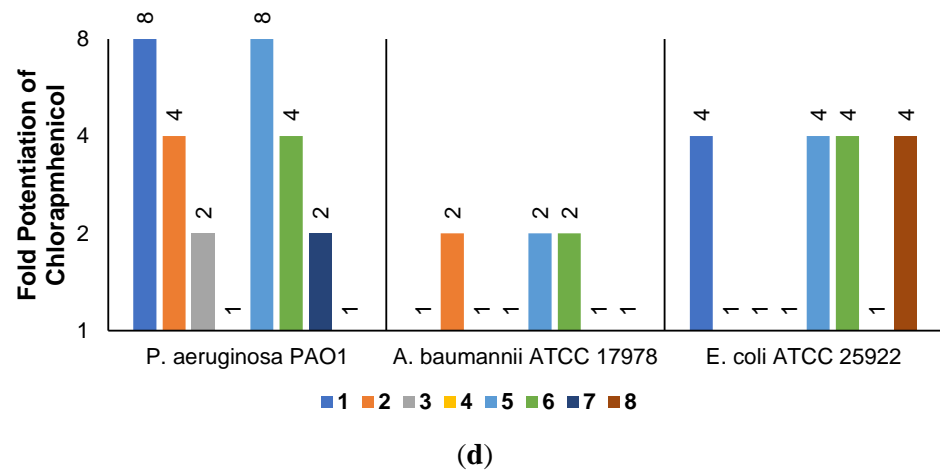 Fold Potentiation of
Chlorapmhenicol
8
4
2
1
8 4 2 1 8 4 2 1
1 2 1 1 2 2 1 1
4 1 1 1 4 4 1 4
P. aeruginosa PAO1 A. baumannii ATCC 17978 E. coli ATCC 25922
1 2 3 4 5 6 7 8
(d)